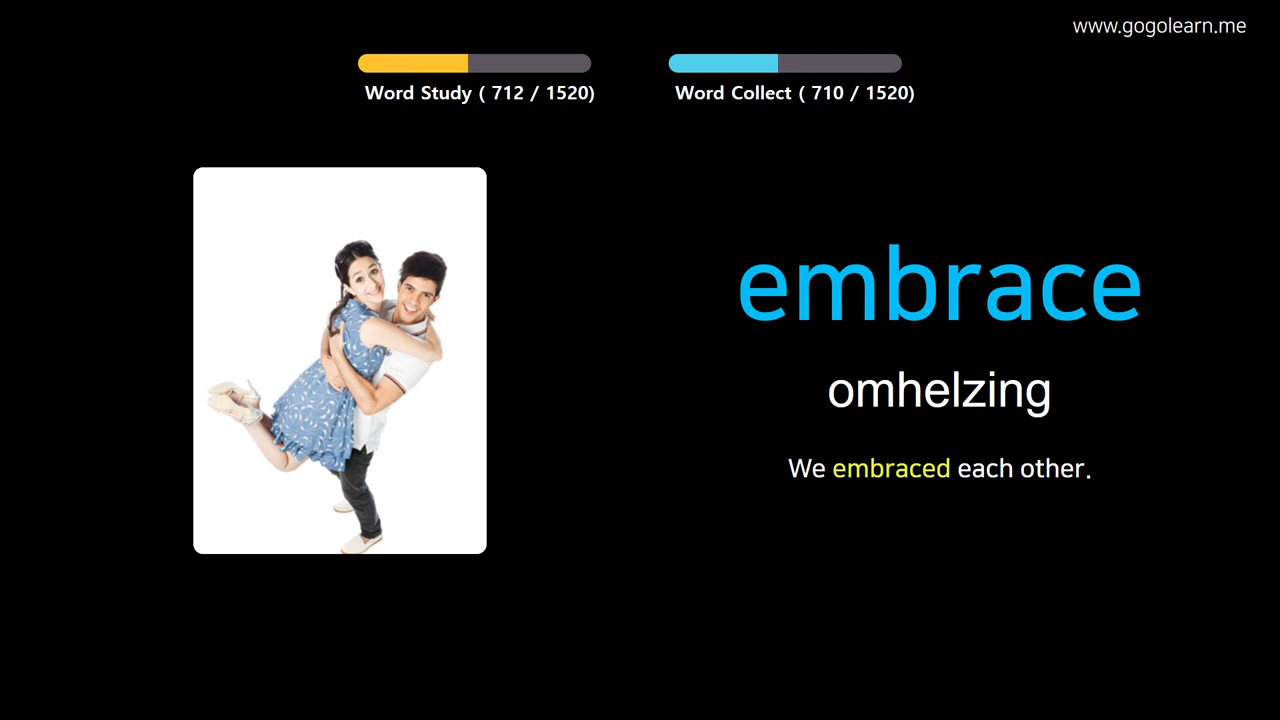 www.gogolearn.me
Word Study ( 712 / 1520)
Word Collect ( 710 / 1520)
embrace
omhelzing
We embraced each other.